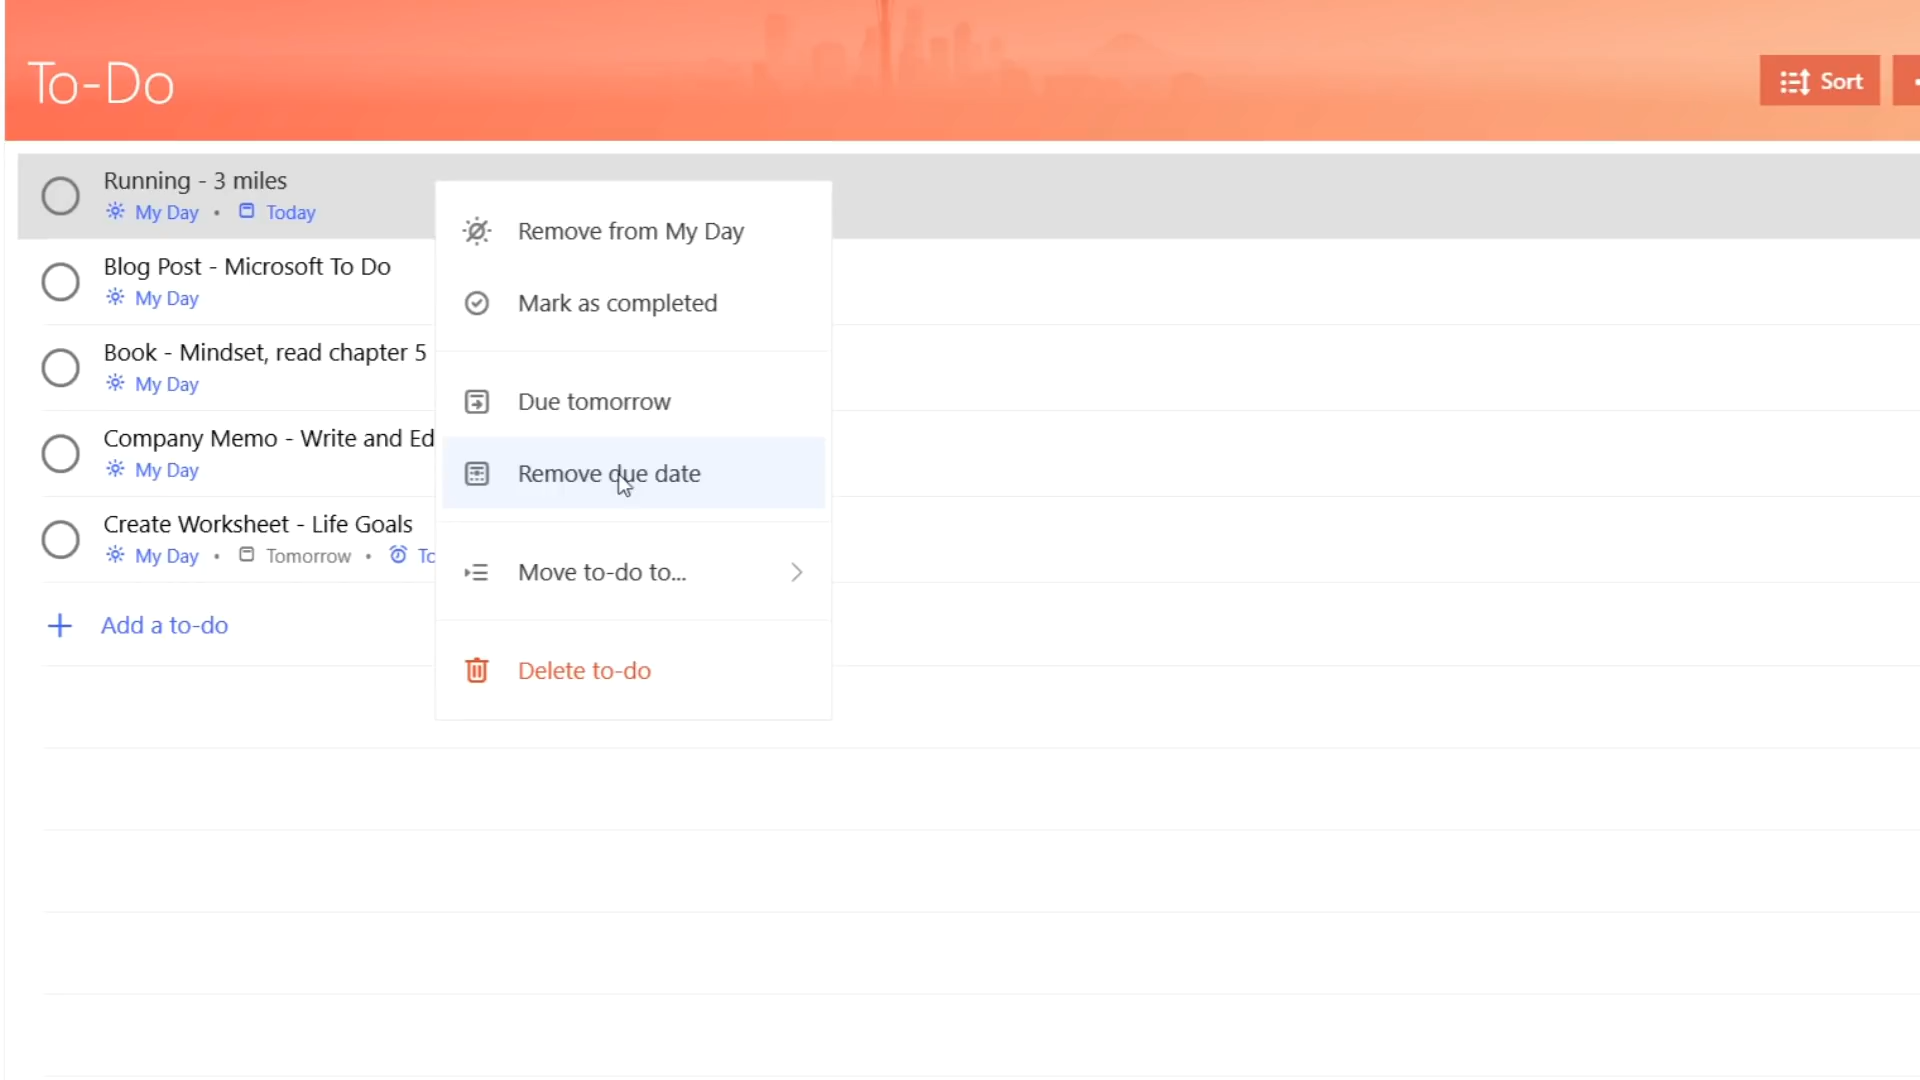 To-Do
Sort
Running - 3 miles
My Day • Today
Blog Post - Microsoft To Do
My Day
Book - Mindset, read chapter 5
My Day
Company Memo - Write and Ed
My Day
Create Worksheet - Life Goals
My Day • Tomorrow • To
Add a to-do
Remove from My Day
Mark as completed
Due tomorrow
Remove due date
Move to-do to...
Delete to-do